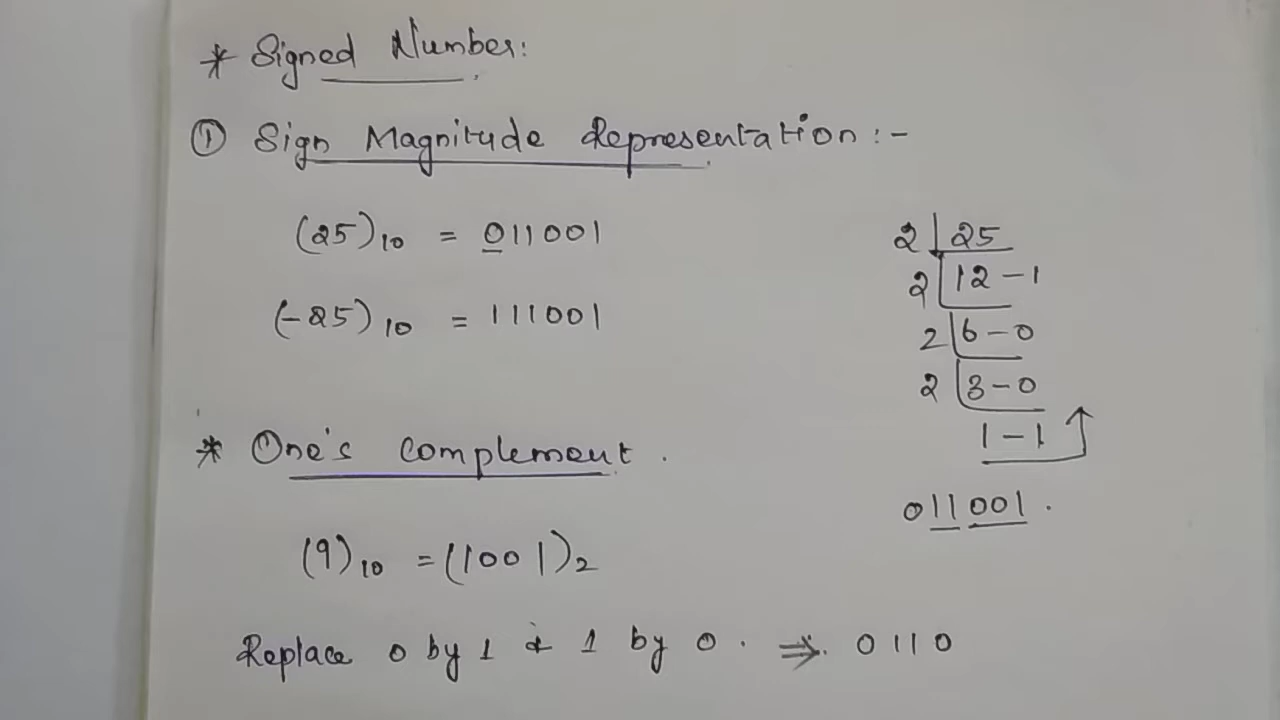 * Signed Number:
① Sign Magnitude Representation :-
(25)₁₀ = 011001
(-25)₁₀ = 111001
2 | 25
2 | 12 - 1
2 | 6 - 0
2 | 3 - 0
1 - 1
011001.
* One's complement.
(9)₁₀ = (1001)₂
Replace 0 by 1 & 1 by 0. ⇒ 0110